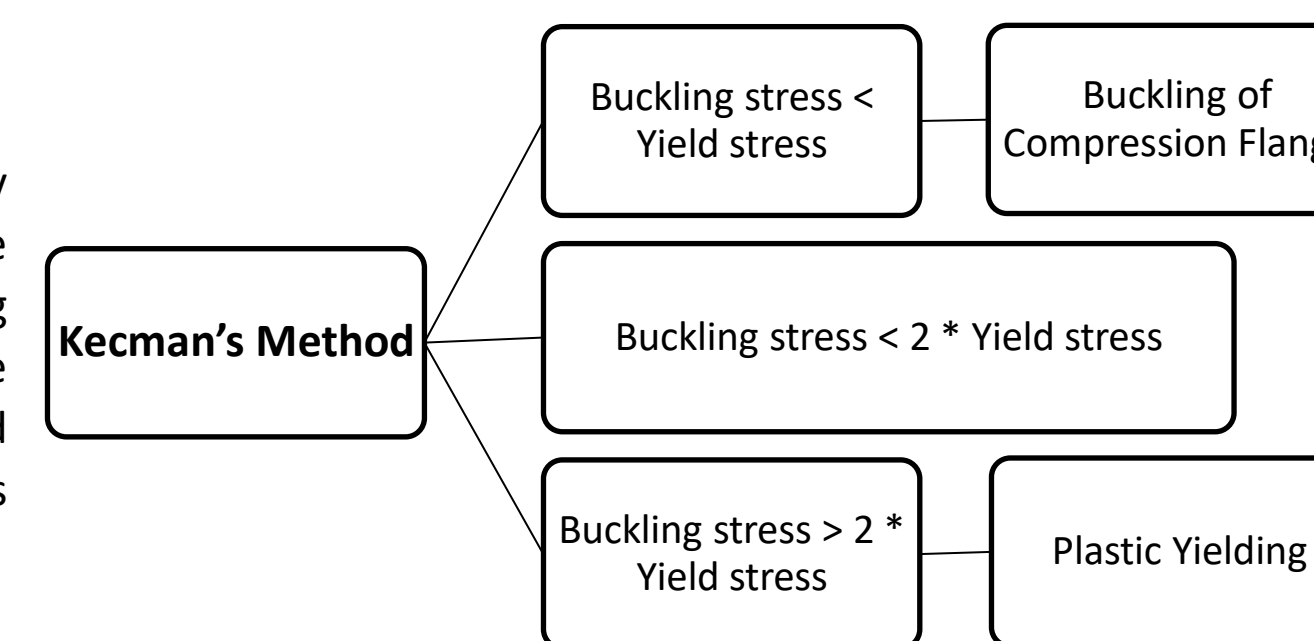 Buckling stress <
Yield stress
Buckling of
Compression
Kecman's Method
Buckling stress < 2 * Yield stress
Buckling stress > 2 *
Yield stress
Plastic Yielding